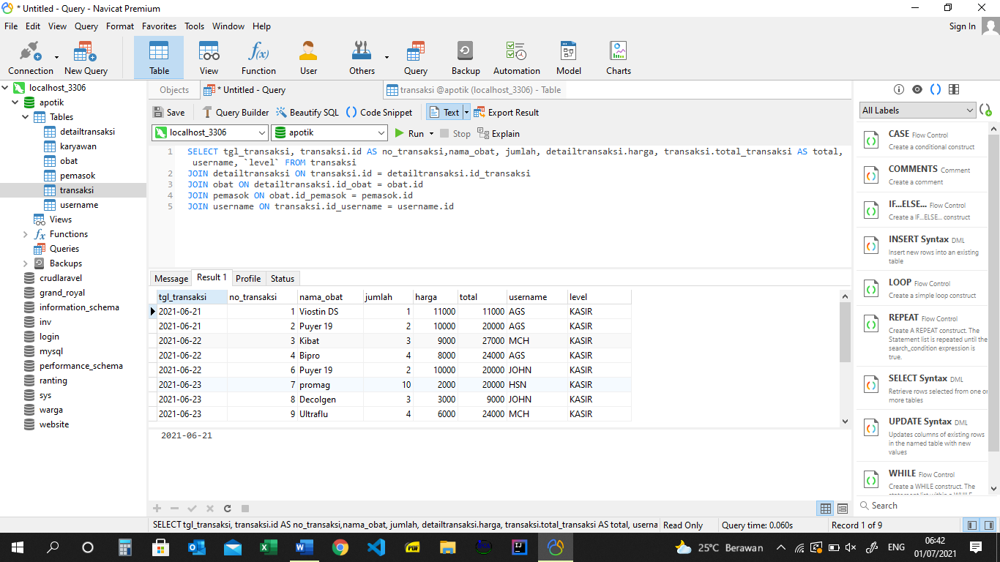 * Untitled - Query - Navicat Premium
File Edit View Query Format Favorites Tools Window Help
Sign In
Connection New Query Table View Function User Others Query Backup Automation Model Charts
localhost_3306
apotik
Tables
detailtransaksi
karyawan
obat
pemasok
transaksi
username
Views
Functions
Queries
Backups
crudlaravel
grand_royal
information_schema
inv
login
mysql
performance_schema
ranting
sys
warga
website
Objects * Untitled - Query transaksi @apotik (localhost_3306) - Table
Save Query Builder Beautify SQL () Code Snippet Text Export Result
localhost_3306 apotik Run Stop Explain
1 SELECT tgl_transaksi, transaksi.id AS no_transaksi,nama_obat, jumlah, detailtransaksi.harga, transaksi.total_transaksi AS total,
username, `level` FROM transaksi
2 JOIN detailtransaksi ON transaksi.id = detailtransaksi.id_transaksi
3 JOIN obat ON detailtransaksi.id_obat = obat.id
4 JOIN pemasok ON obat.id_pemasok = pemasok.id
5 JOIN username ON transaksi.id_username = username.id
Message Result 1 Profile Status
tgl_transaksi no_transaksi nama_obat jumlah harga total username level
2021-06-21 1 Viostin DS 1 11000 11000 AGS KASIR
2021-06-21 2 Puyer 19 2 10000 20000 AGS KASIR
2021-06-22 3 Kibat 3 9000 27000 MCH KASIR
2021-06-22 4 Bipro 4 8000 24000 AGS KASIR
2021-06-22 6 Puyer 19 2 10000 20000 JOHN KASIR
2021-06-23 7 promag 10 2000 20000 HSN KASIR
2021-06-23 8 Decolgen 3 3000 9000 JOHN KASIR
2021-06-23 9 Ultraflu 4 6000 24000 MCH KASIR
2021-06-21
All Labels
CASE Flow Control
Create a conditional construct
COMMENTS Comment
Create a comment
IF...ELSE... Flow Control
Create a IF...ELSE... construct
INSERT Syntax DML
Insert new rows into an existing
table
LOOP Flow Control
Create a simple loop construct
REPEAT Flow Control
Create A REPEAT construct. The
Statement list is repeated until the
search_condition expression is
true.
SELECT Syntax DML
Retrieve rows selected from one or
more tables
UPDATE Syntax DML
Updates columns of existing rows
in the named table with new
values
WHILE Flow Control
Create a WHILE construct. The
Search
SELECT tgl_transaksi, transaksi.id AS no_transaksi,nama_obat, jumlah, detailtransaksi.harga, transaksi.total_transaksi AS total, userna Read Only Query time: 0.060s Record 1 of 9
25°C Berawan ENG 06:42
01/07/2021